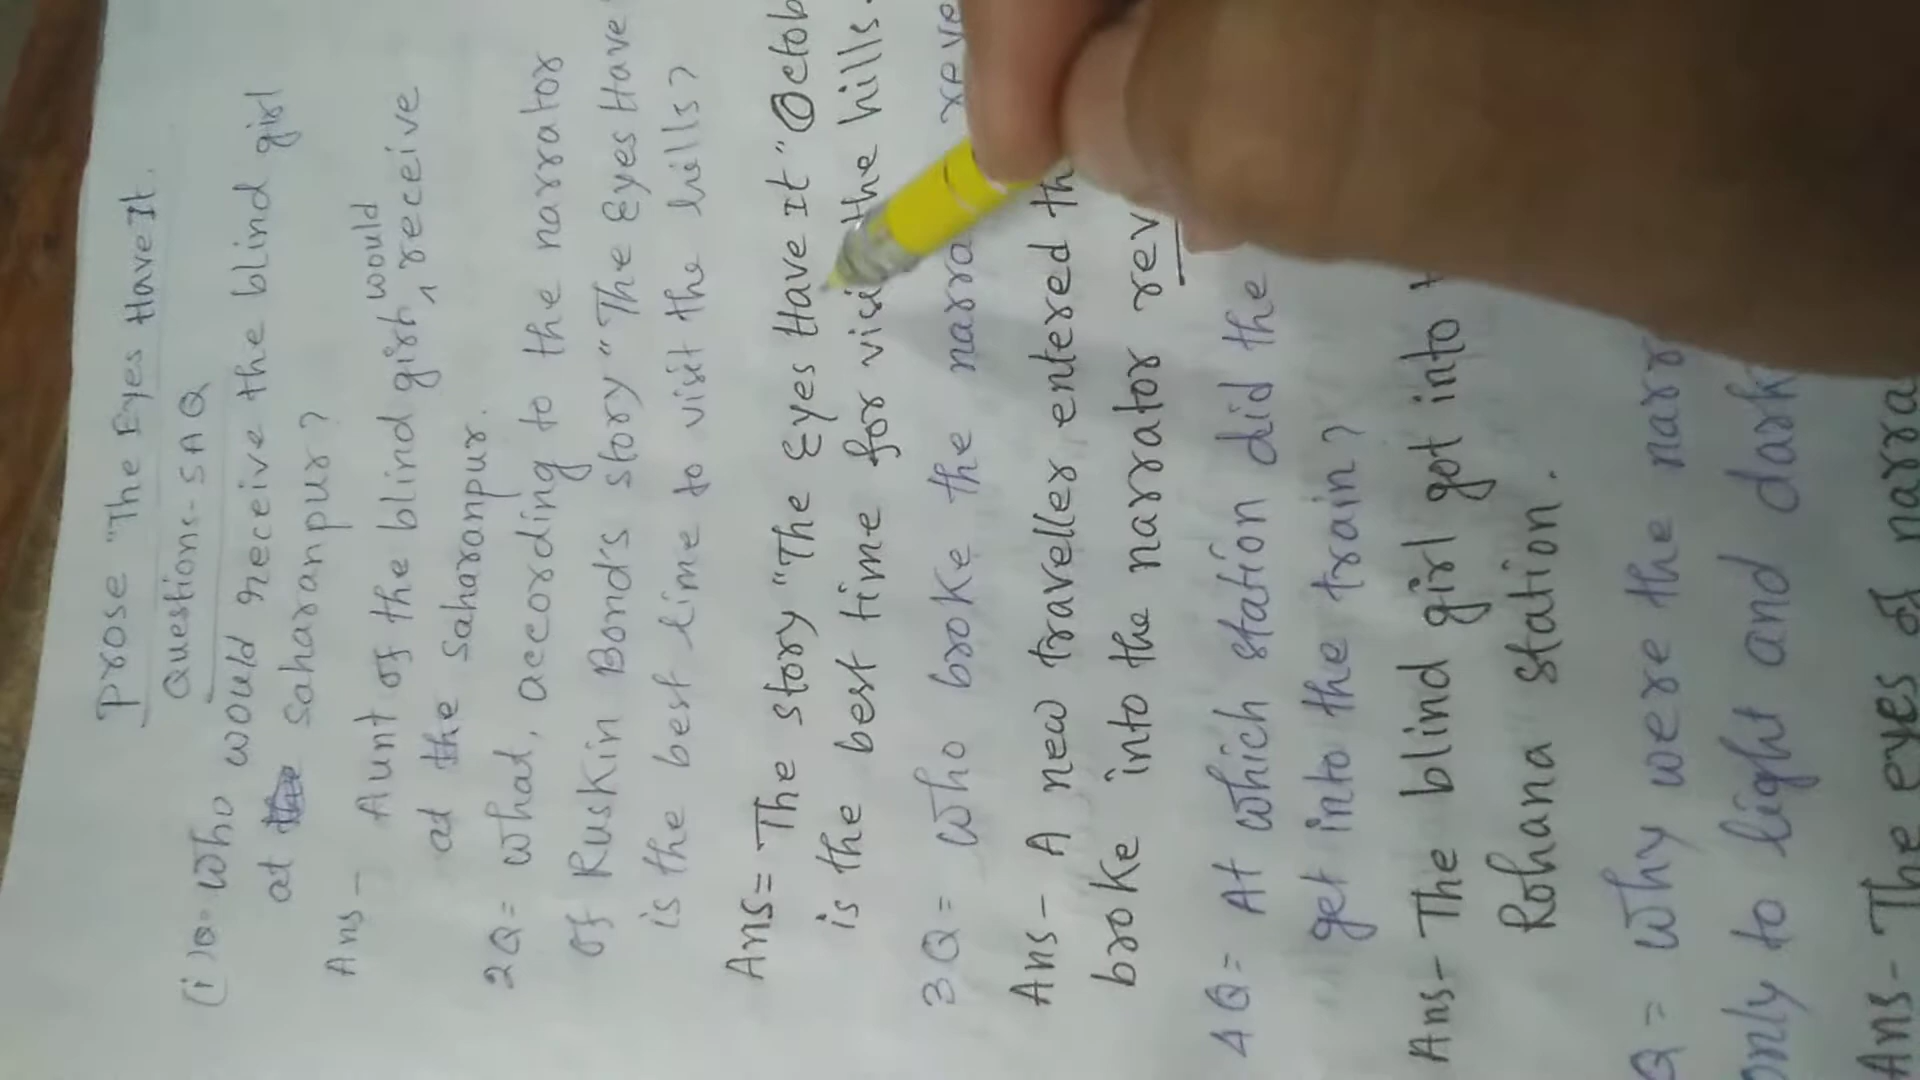 Prose "The Eyes Have It.
Questions-SAQ
(i)Q= Who would receive the blind girl
at Saharanpur?
Ans- Aunt of the blind girl would receive
at the Saharanpur.
2Q= What, according to the narrator
of Ruskin Bond's story "The Eyes Have
is the best time to visit the hills?
Ans= The story "The Eyes Have It" Octob
is the best time for the hills.
3Q= Who broke the narra reve
Ans- A new traveller entered th
broke into the narrator rev
4Q= At which station did the
get into the train?
Ans- The blind girl got into
Rohana station.
Q= Why were the narr
only to light and dark
Ans- The eyes of narra